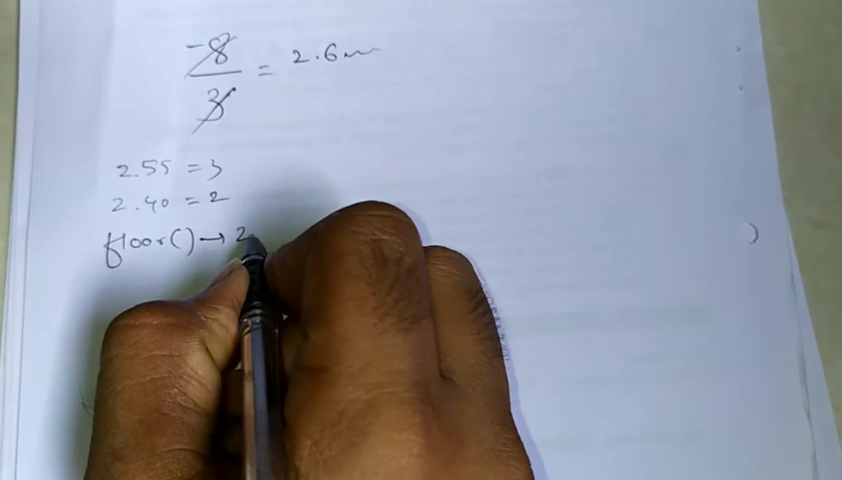 -8
3
= 2.6
2.55 = 3
2.40 = 2
floor() → 2